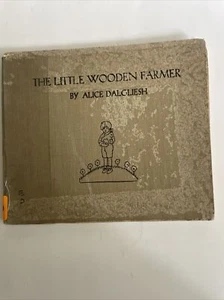 THE LITTLE WOODEN FARMER
BY ALICE DALGLIESH